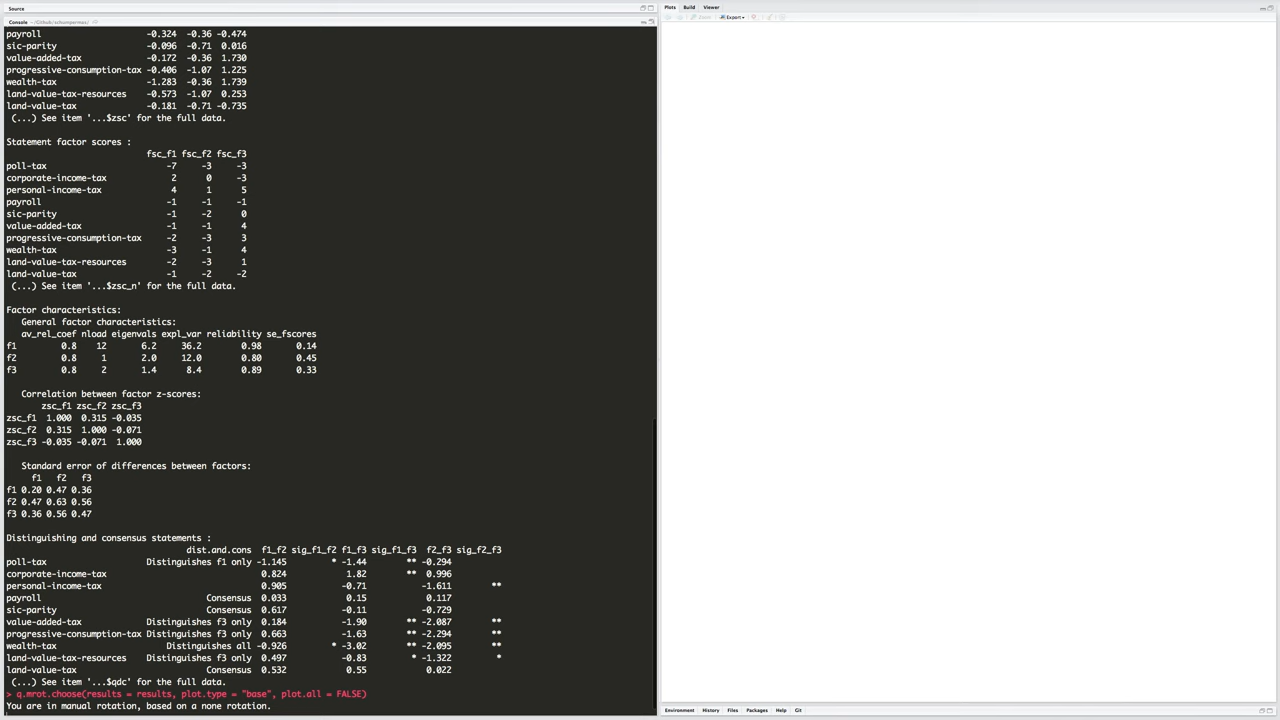 Source
Console ~/Github/schumpermas/
payroll -0.324 -0.36 -0.474
sic-parity -0.096 -0.71 0.016
value-added-tax -0.172 -0.36 1.730
progressive-consumption-tax -0.406 -1.07 1.225
wealth-tax -1.283 -0.36 1.739
land-value-tax-resources -0.573 -1.07 0.253
land-value-tax -0.181 -0.71 -0.735
(...) See item '...$zsc' for the full data.
Statement factor scores :
fsc_f1 fsc_f2 fsc_f3
poll-tax -7 -3 -3
corporate-income-tax 2 0 -3
personal-income-tax 4 1 5
payroll -1 -1 -1
sic-parity -1 -2 0
value-added-tax -1 -1 4
progressive-consumption-tax -2 -3 3
wealth-tax -3 -1 4
land-value-tax-resources -2 -3 1
land-value-tax -1 -2 -2
(...) See item '...$zsc_n' for the full data.
Factor characteristics:
General factor characteristics:
av_rel_coef nload eigenvals expl_var reliability se_fscores
f1 0.8 12 6.2 36.2 0.98 0.14
f2 0.8 1 2.0 12.0 0.80 0.45
f3 0.8 2 1.4 8.4 0.89 0.33
Correlation between factor z-scores:
zsc_f1 zsc_f2 zsc_f3
zsc_f1 1.000 0.315 -0.035
zsc_f2 0.315 1.000 -0.071
zsc_f3 -0.035 -0.071 1.000
Standard error of differences between factors:
f1 f2 f3
f1 0.20 0.47 0.36
f2 0.47 0.63 0.56
f3 0.36 0.56 0.47
Distinguishing and consensus statements :
dist.and.cons f1_f2 sig_f1_f2 f1_f3 sig_f1_f3 f2_f3 sig_f2_f3
poll-tax Distinguishes f1 only -1.145 * -1.44 ** -0.294
corporate-income-tax 0.824 1.82 ** 0.996
personal-income-tax 0.905 -0.71 -1.611 **
payroll Consensus 0.033 0.15 0.117
sic-parity Consensus 0.617 -0.11 -0.729
value-added-tax Distinguishes f3 only 0.184 -1.90 ** -2.087 **
progressive-consumption-tax Distinguishes f3 only 0.663 -1.63 ** -2.294 **
wealth-tax Distinguishes all -0.926 * -3.02 ** -2.095 **
land-value-tax-resources Distinguishes f3 only 0.497 -0.83 * -1.322 *
land-value-tax Consensus 0.532 0.55 0.022
(...) See item '...$qdc' for the full data.
> q.mrot.choose(results = results, plot.type = "base", plot.all = FALSE)
You are in manual rotation, based on a none rotation.
Plots Build Viewer
Zoom Export
Environment History Files Packages Help Git